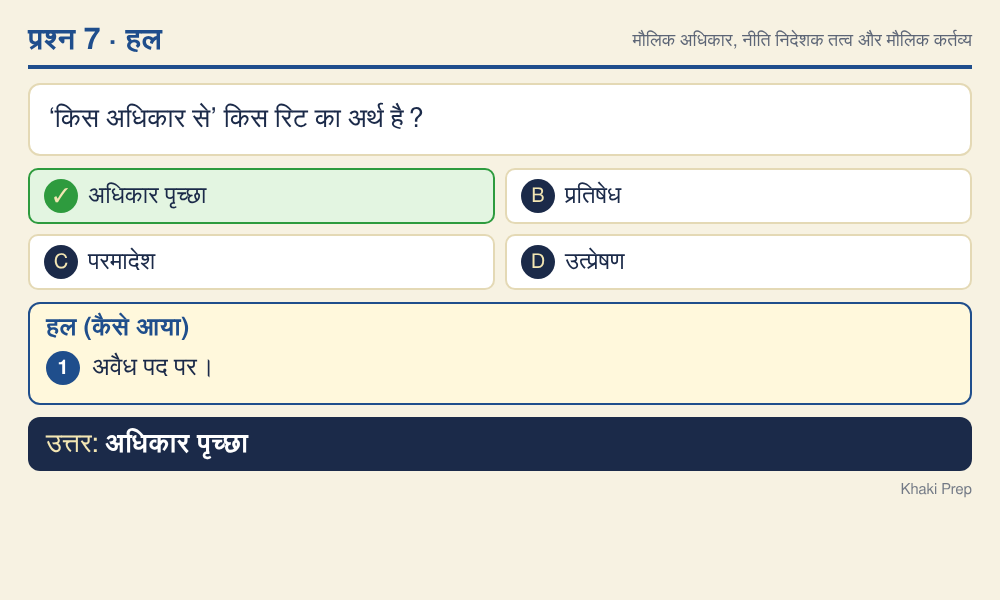 प्रश्न 7 · हल
मौलिक अधिकार, नीति निदेशक तत्व और मौलिक कर्तव्य
‘किस अधिकार से’ किस रिट का अर्थ है ?
✓ अधिकार पृच्छा
B प्रतिषेध
C परमादेश
D उत्प्रेषण
हल (कैसे आया)
1 अवैध पद पर।
उत्तर: अधिकार पृच्छा
Khaki Prep